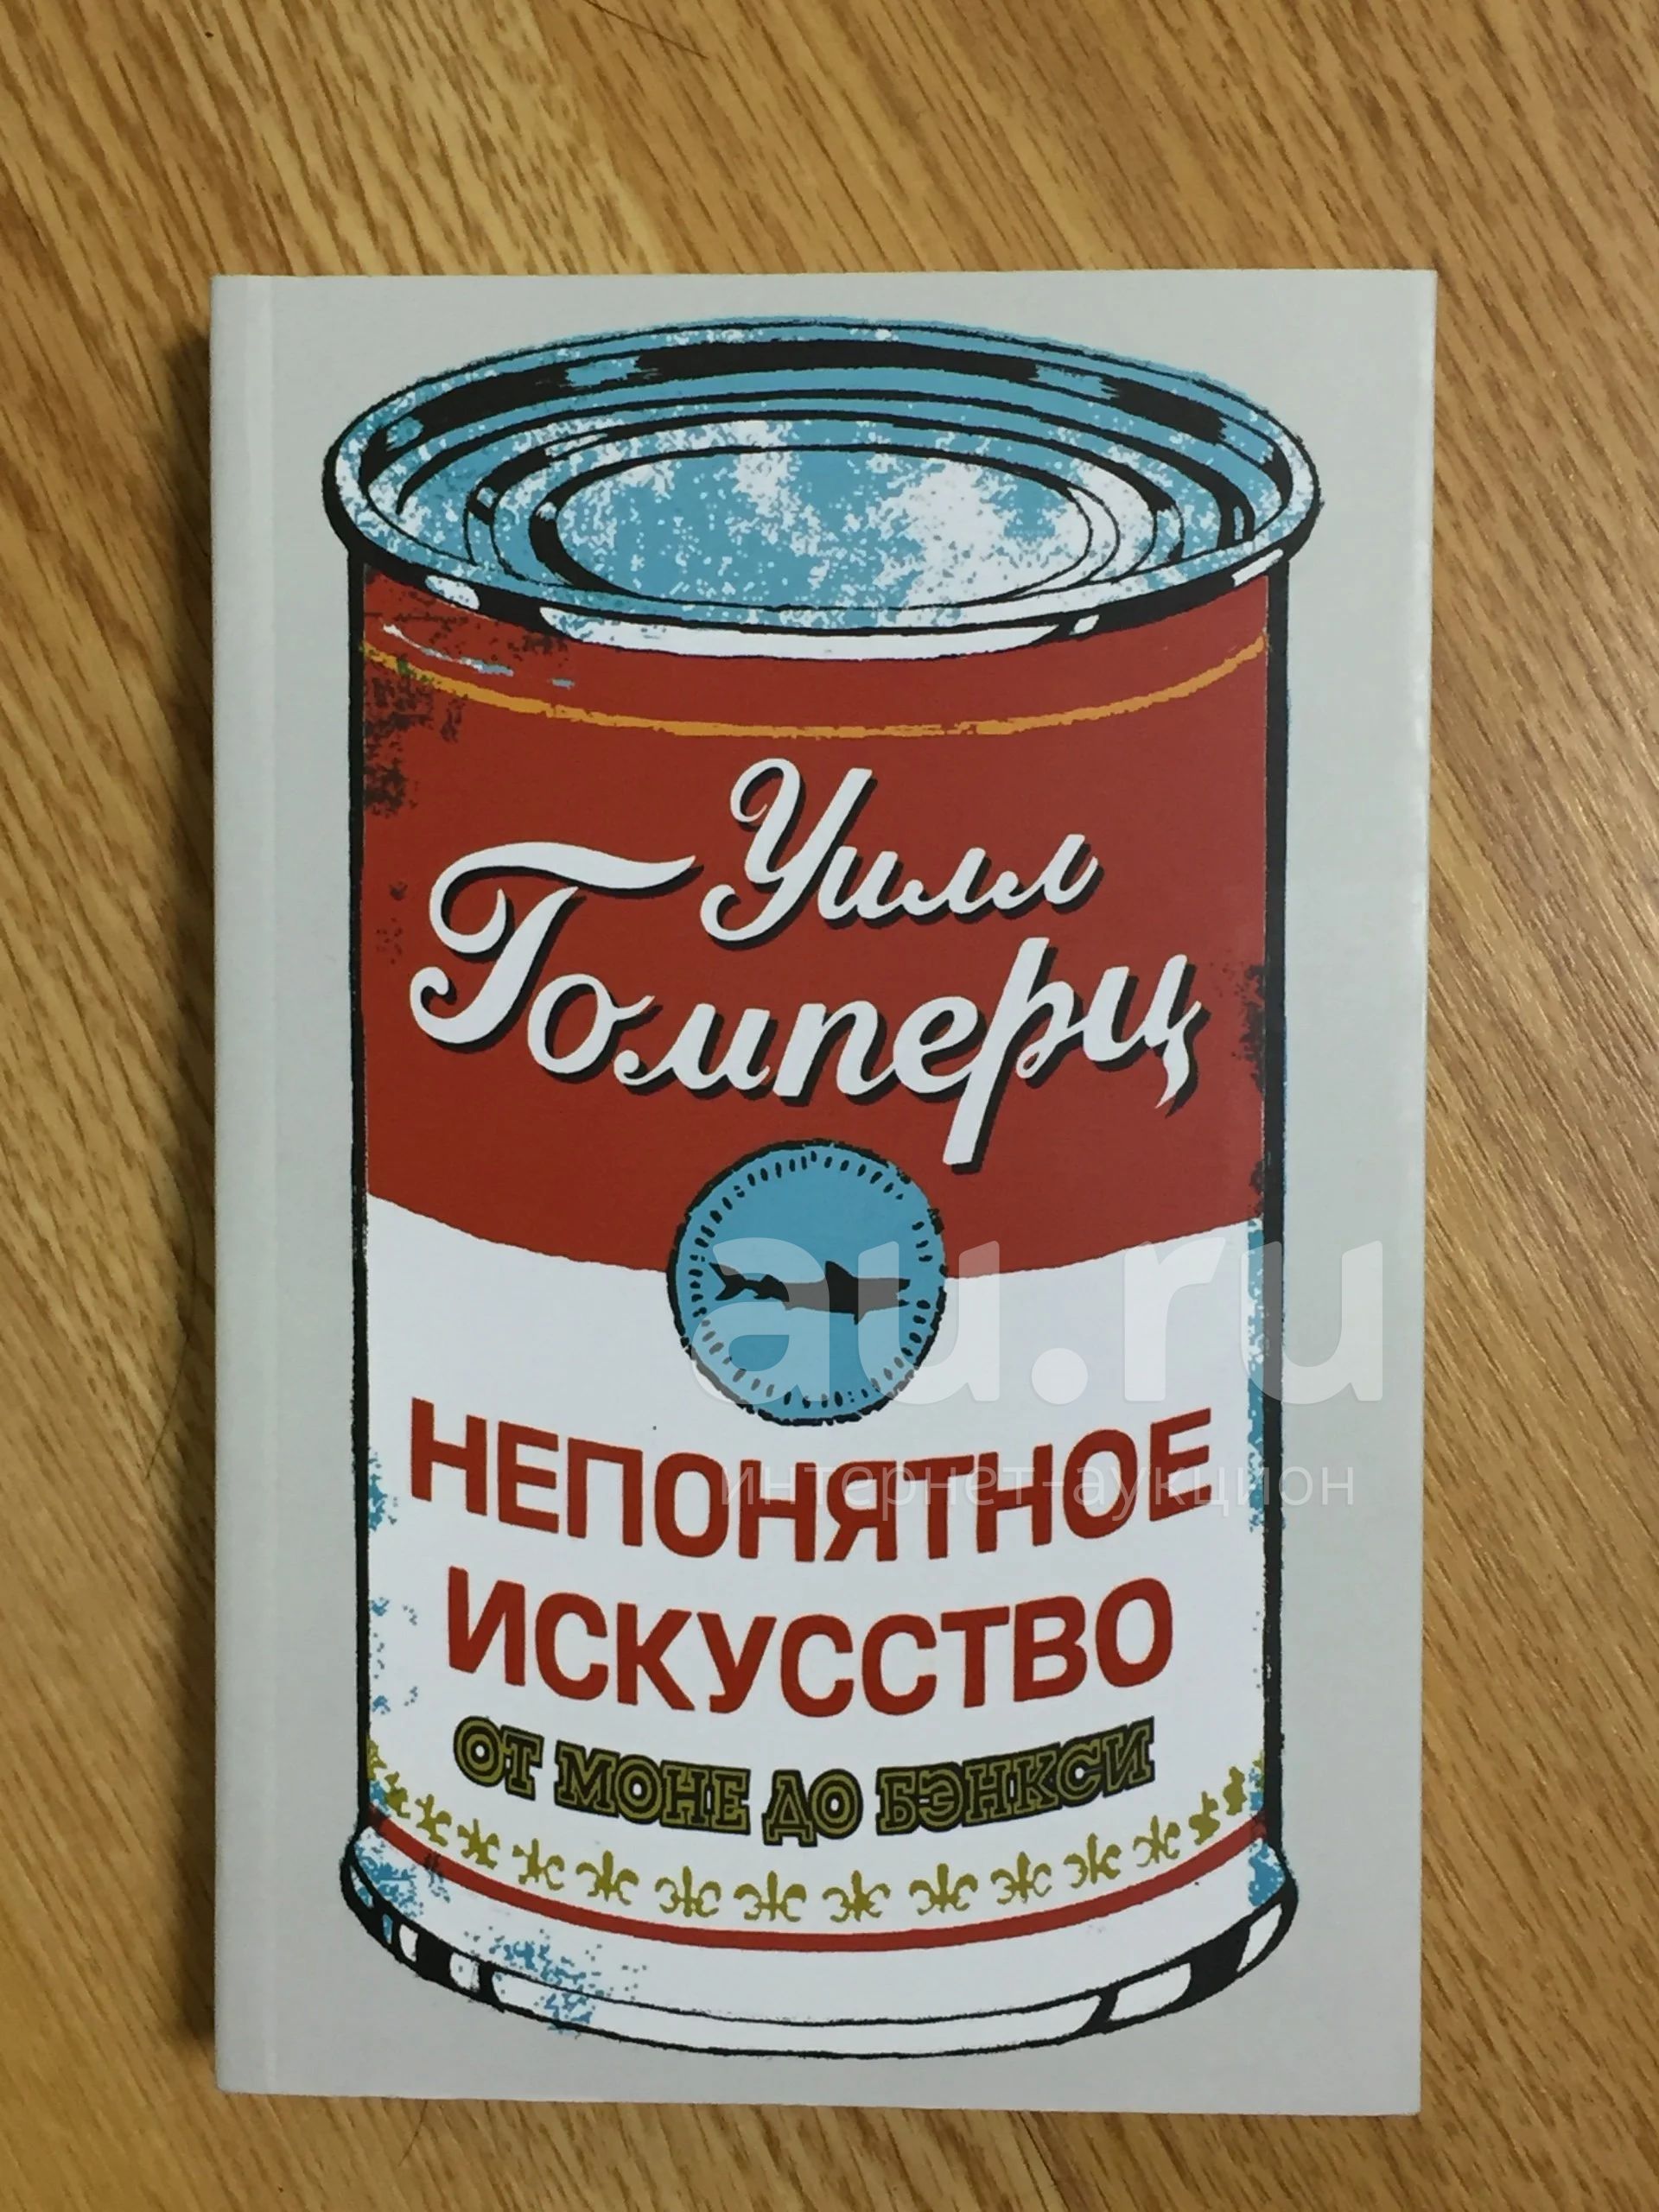 Уилл
Гомперц
au.ru
интернет-аукцион
НЕПОНЯТНОЕ
ИСКУССТВО
ОТ МОНЕ ДО БЭНКСИ